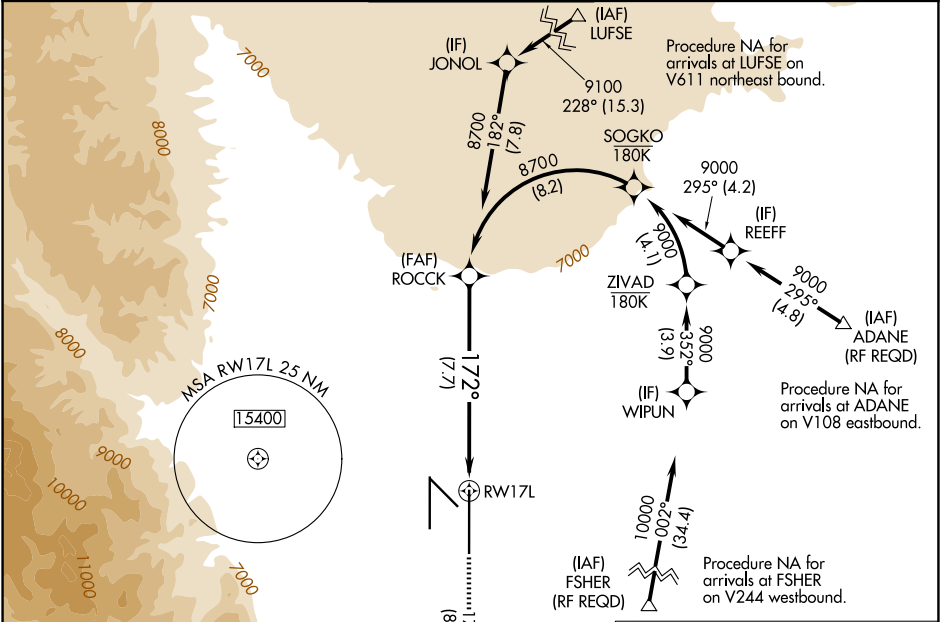 (IAF)
LUFSE
(IF)
JONOL
Procedure NA for
arrivals at LUFSE on
V611 northeast bound.
7000
9100
228° (15.3)
8700
182°
(7.8)
8000
SOGKO
180K
8700
(8.2)
9000
295° (4.2)
(IF)
REEFF
9000
(4.1)
7000
(FAF)
ROCCK
ZIVAD
180K
9000
295°
(4.8)
(IAF)
ADANE
(RF REQD)
7000
8000
9000
352°
(3.9)
172°
(7.7)
MSA RW17L 25 NM
15400
(IF)
WIPUN
Procedure NA for
arrivals at ADANE
on V108 eastbound.
9000
10000
RW17L
10000
002°
(34.4)
11000
7000
(IAF)
FSHER
(RF REQD)
Procedure NA for
arrivals at FSHER
on V244 westbound.